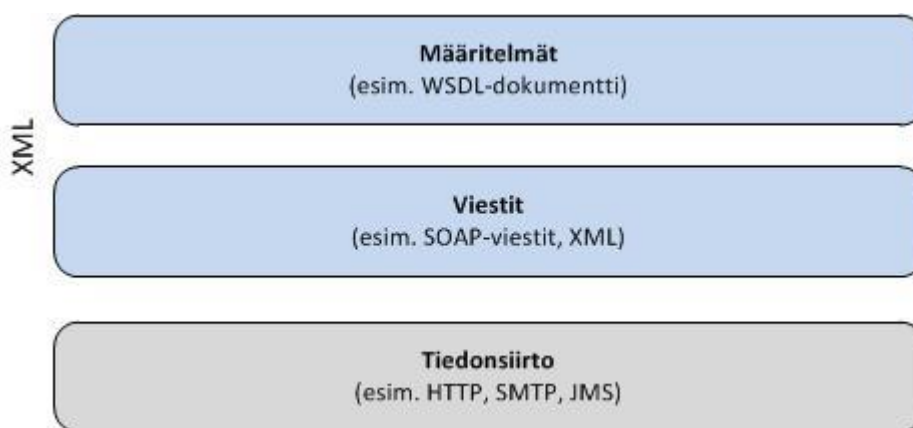 XML
Määritelmät
(esim. WSDL-dokumentti)
Viestit
(esim. SOAP-viestit, XML)
Tiedonsiirto
(esim. HTTP, SMTP, JMS)